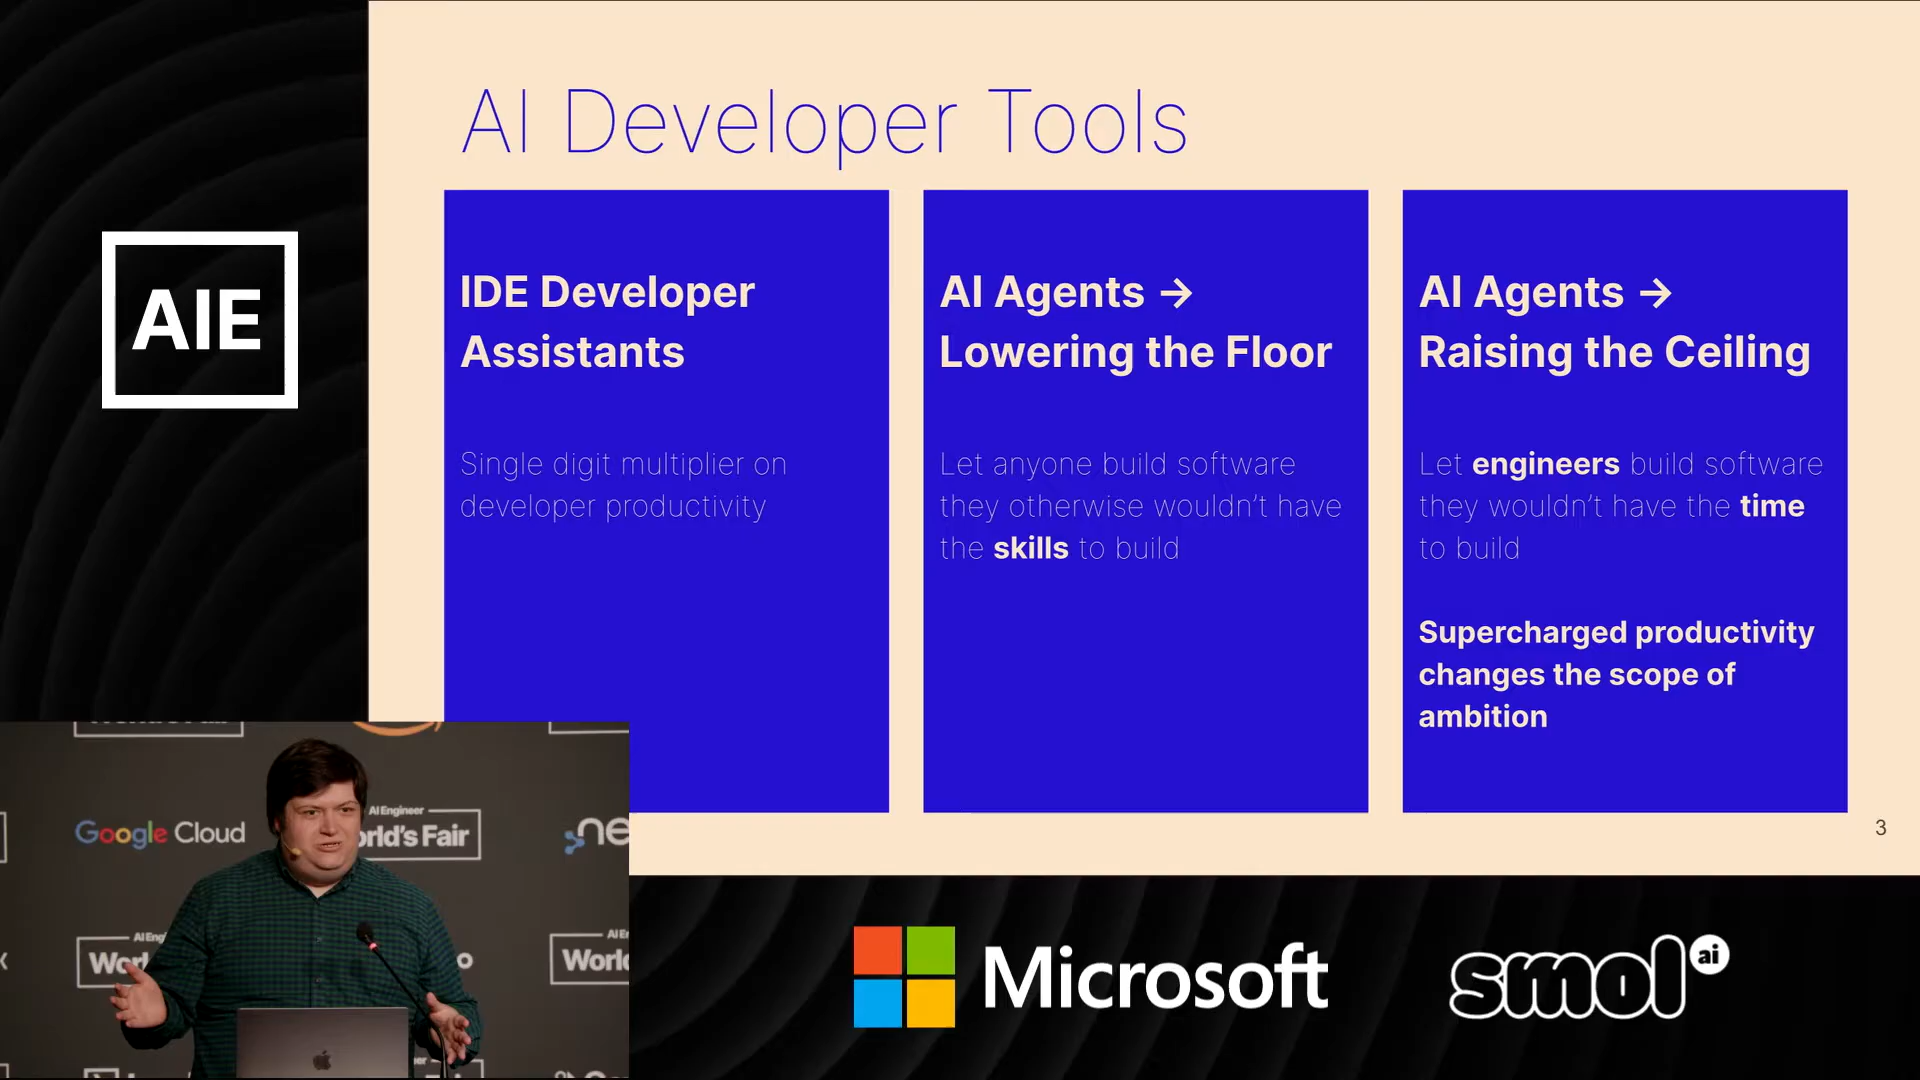 AI Developer Tools
AIE
IDE Developer
Assistants
Single digit multiplier on
developer productivity
AI Agents →
Lowering the Floor
Let anyone build software
they otherwise wouldn't have
the skills to build
AI Agents →
Raising the Ceiling
Let engineers build software
they wouldn't have the time
to build
Supercharged productivity
changes the scope of
ambition
3
Google Cloud
AI Engineer
World's Fair
Microsoft
smol ai